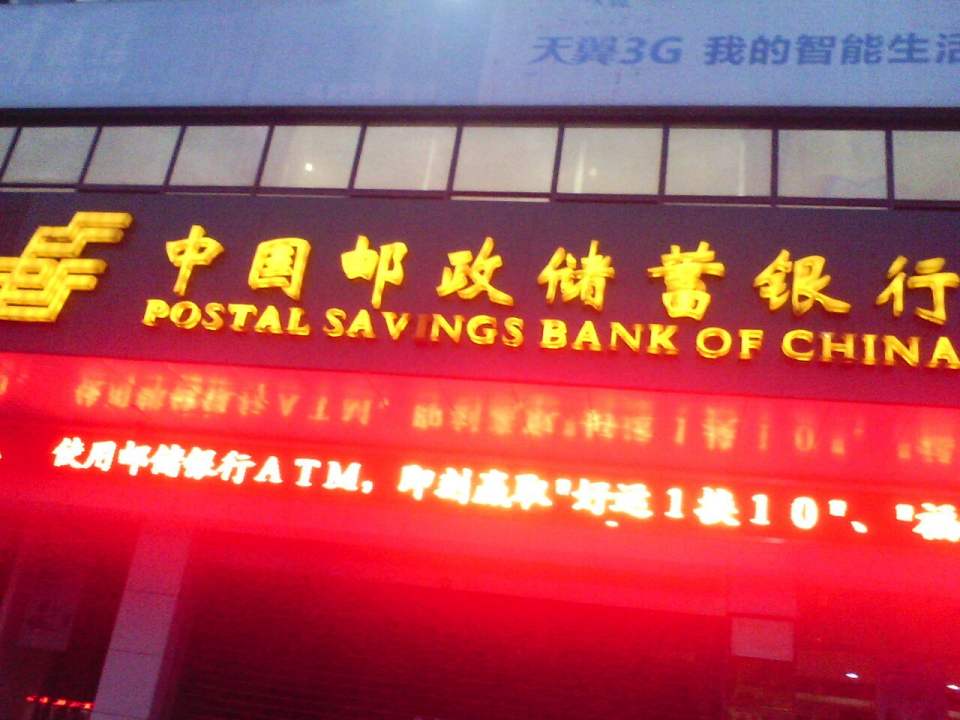 天翼3G 我的智能生活
中国邮政储蓄银行
POSTAL SAVINGS BANK OF CHINA
使用邮储银行ATM，即刻赢取"好运1换10"、"福